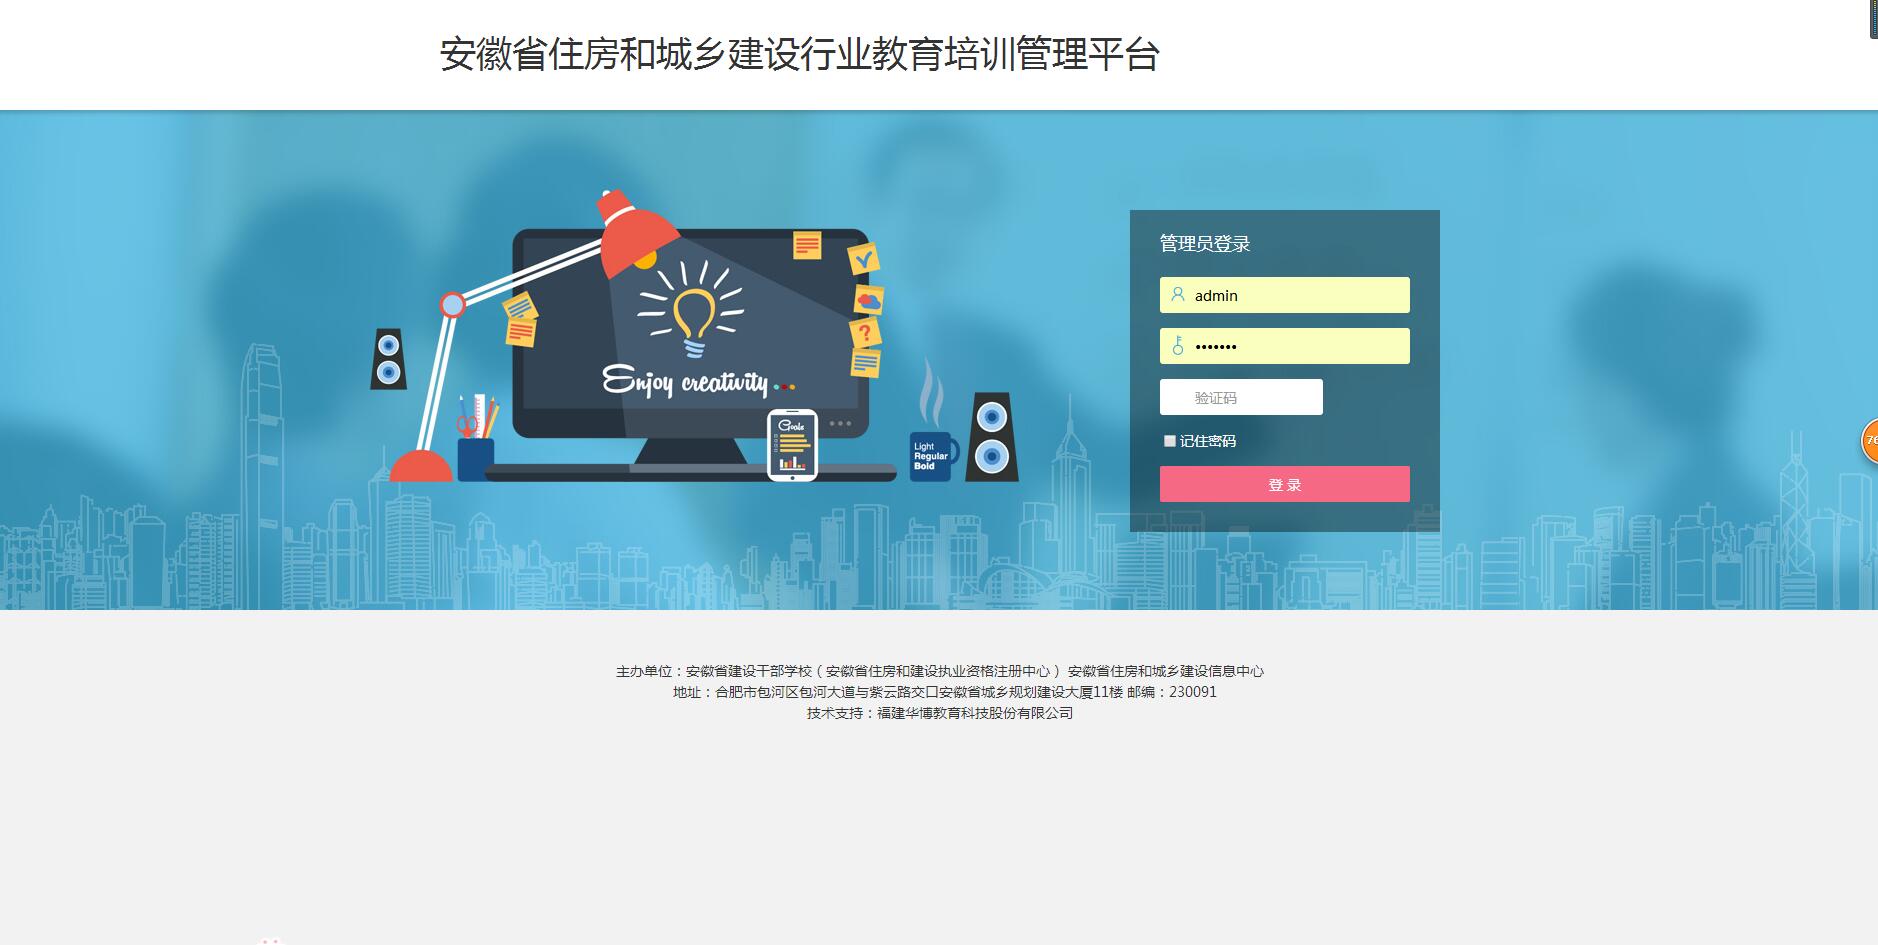 安徽省住房和城乡建设行业教育培训管理平台
管理员登录
admin
•••••••
验证码
记住密码
登 录
Enjoy creativity
Goals
Light
Regular
Bold
?
76
主办单位：安徽省建设干部学校（安徽省住房和建设执业资格注册中心） 安徽省住房和城乡建设信息中心
地址：合肥市包河区包河大道与紫云路交口安徽省城乡规划建设大厦11楼 邮编：230091
技术支持：福建华博教育科技股份有限公司